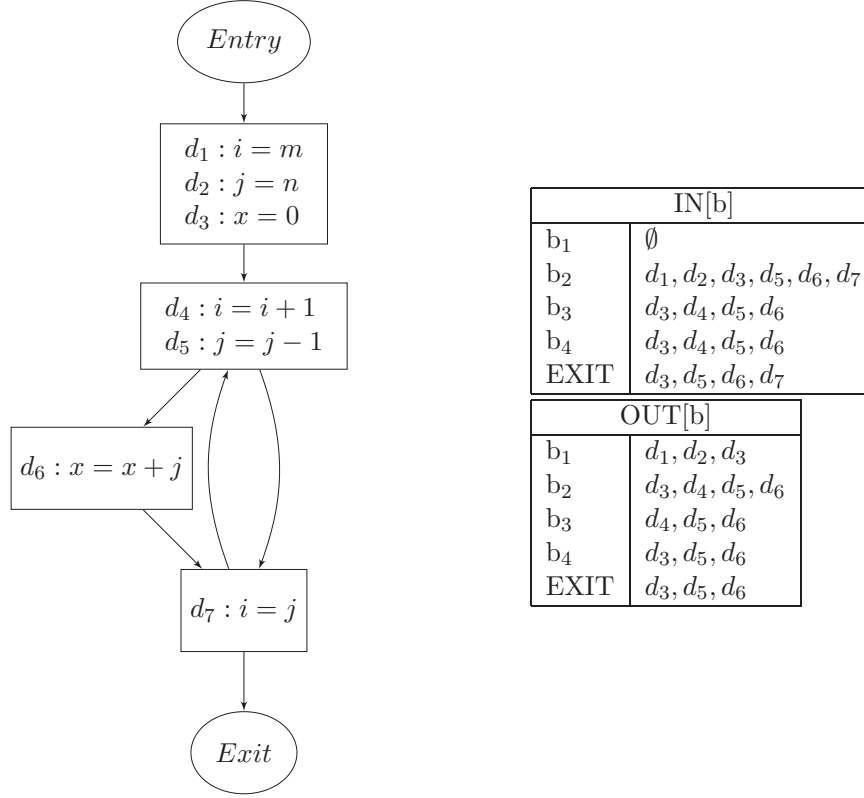 Entry
d₁ : i = m
d₂ : j = n
d₃ : x = 0
d₄ : i = i + 1
d₅ : j = j − 1
d₆ : x = x + j
d₇ : i = j
Exit
IN[b]
b₁ ∅
b₂ d₁, d₂, d₃, d₅, d₆, d₇
b₃ d₃, d₄, d₅, d₆
b₄ d₃, d₄, d₅, d₆
EXIT d₃, d₅, d₆, d₇
OUT[b]
b₁ d₁, d₂, d₃
b₂ d₃, d₄, d₅, d₆
b₃ d₄, d₅, d₆
b₄ d₃, d₅, d₆
EXIT d₃, d₅, d₆